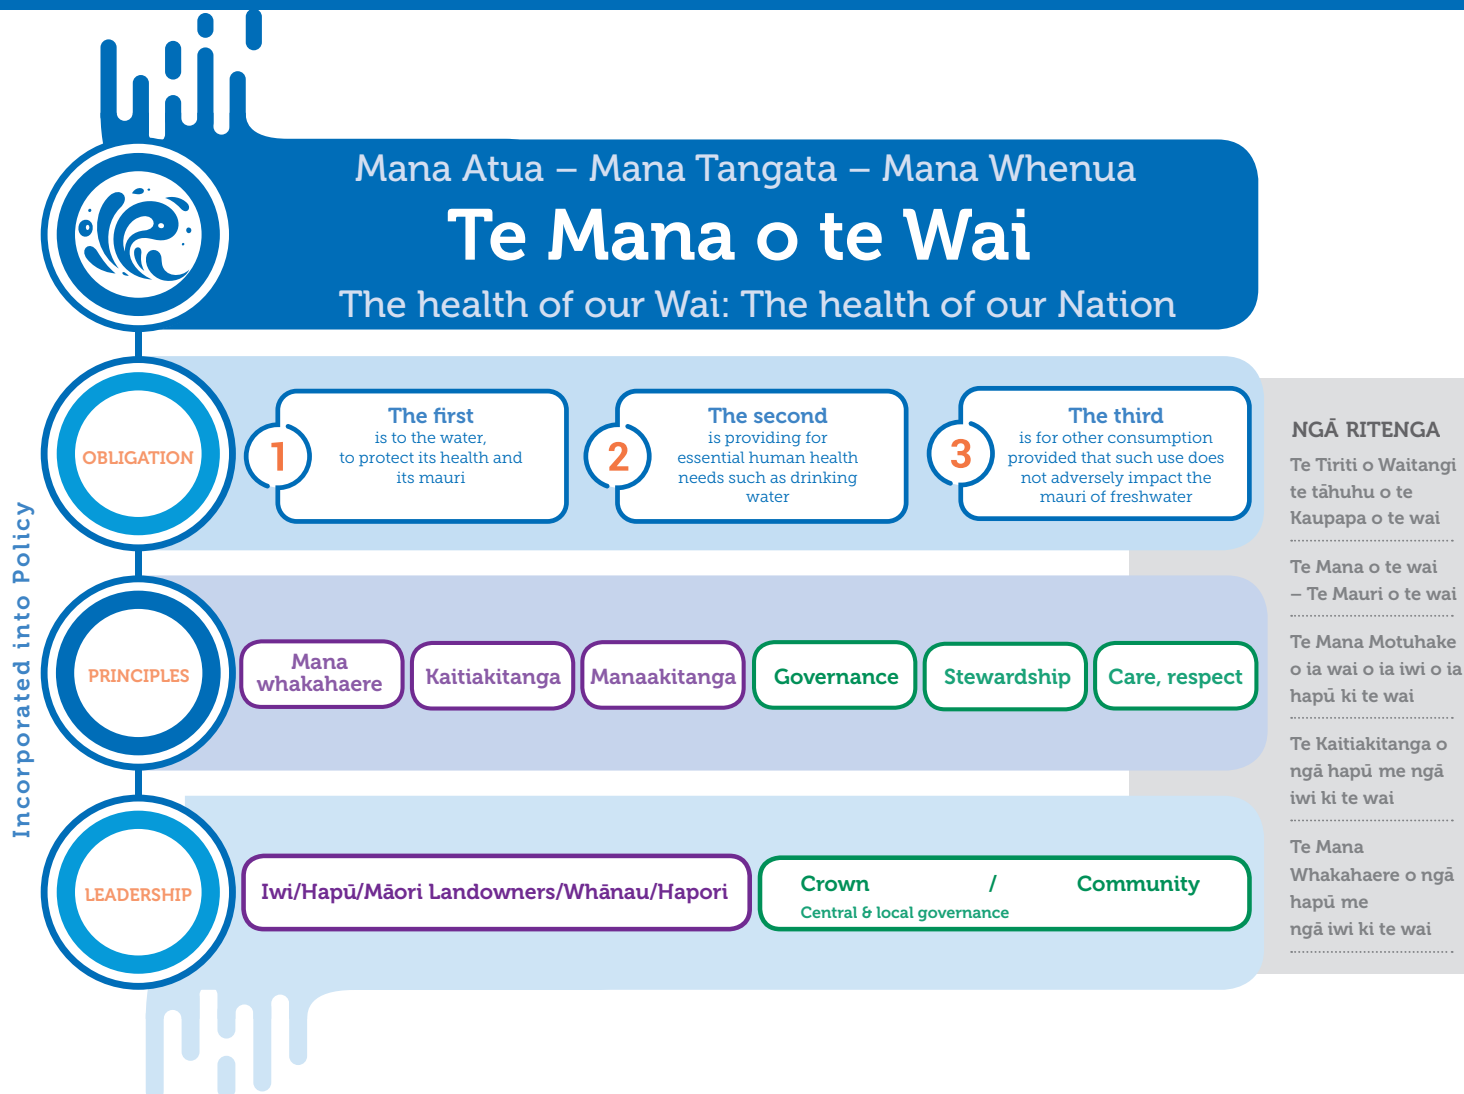 Mana Atua – Mana Tangata – Mana Whenua
Te Mana o te Wai
The health of our Wai: The health of our Nation
Incorporated into Policy
OBLIGATION
1
The first
is to the water,
to protect its health and
its mauri
2
The second
is providing for
essential human health
needs such as drinking
water
3
The third
is for other consumption
provided that such use does
not adversely impact the
mauri of freshwater
PRINCIPLES
Mana
whakahaere
Kaitiakitanga
Manaakitanga
Governance
Stewardship
Care, respect
LEADERSHIP
Iwi/Hapū/Māori Landowners/Whānau/Hapori
Crown / Community
Central & local governance
NGĀ RITENGA
Te Tiriti o Waitangi
te tāhuhu o te
Kaupapa o te wai
Te Mana o te wai
– Te Mauri o te wai
Te Mana Motuhake
o ia wai o ia iwi o ia
hapū ki te wai
Te Kaitiakitanga o
ngā hapū me ngā
iwi ki te wai
Te Mana
Whakahaere o ngā
hapū me
ngā iwi ki te wai